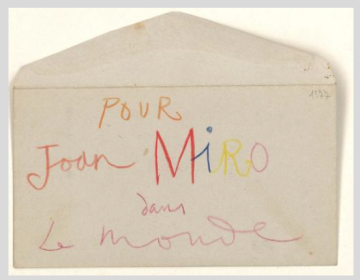 POUR
Joan MiRO
dans
Le monde